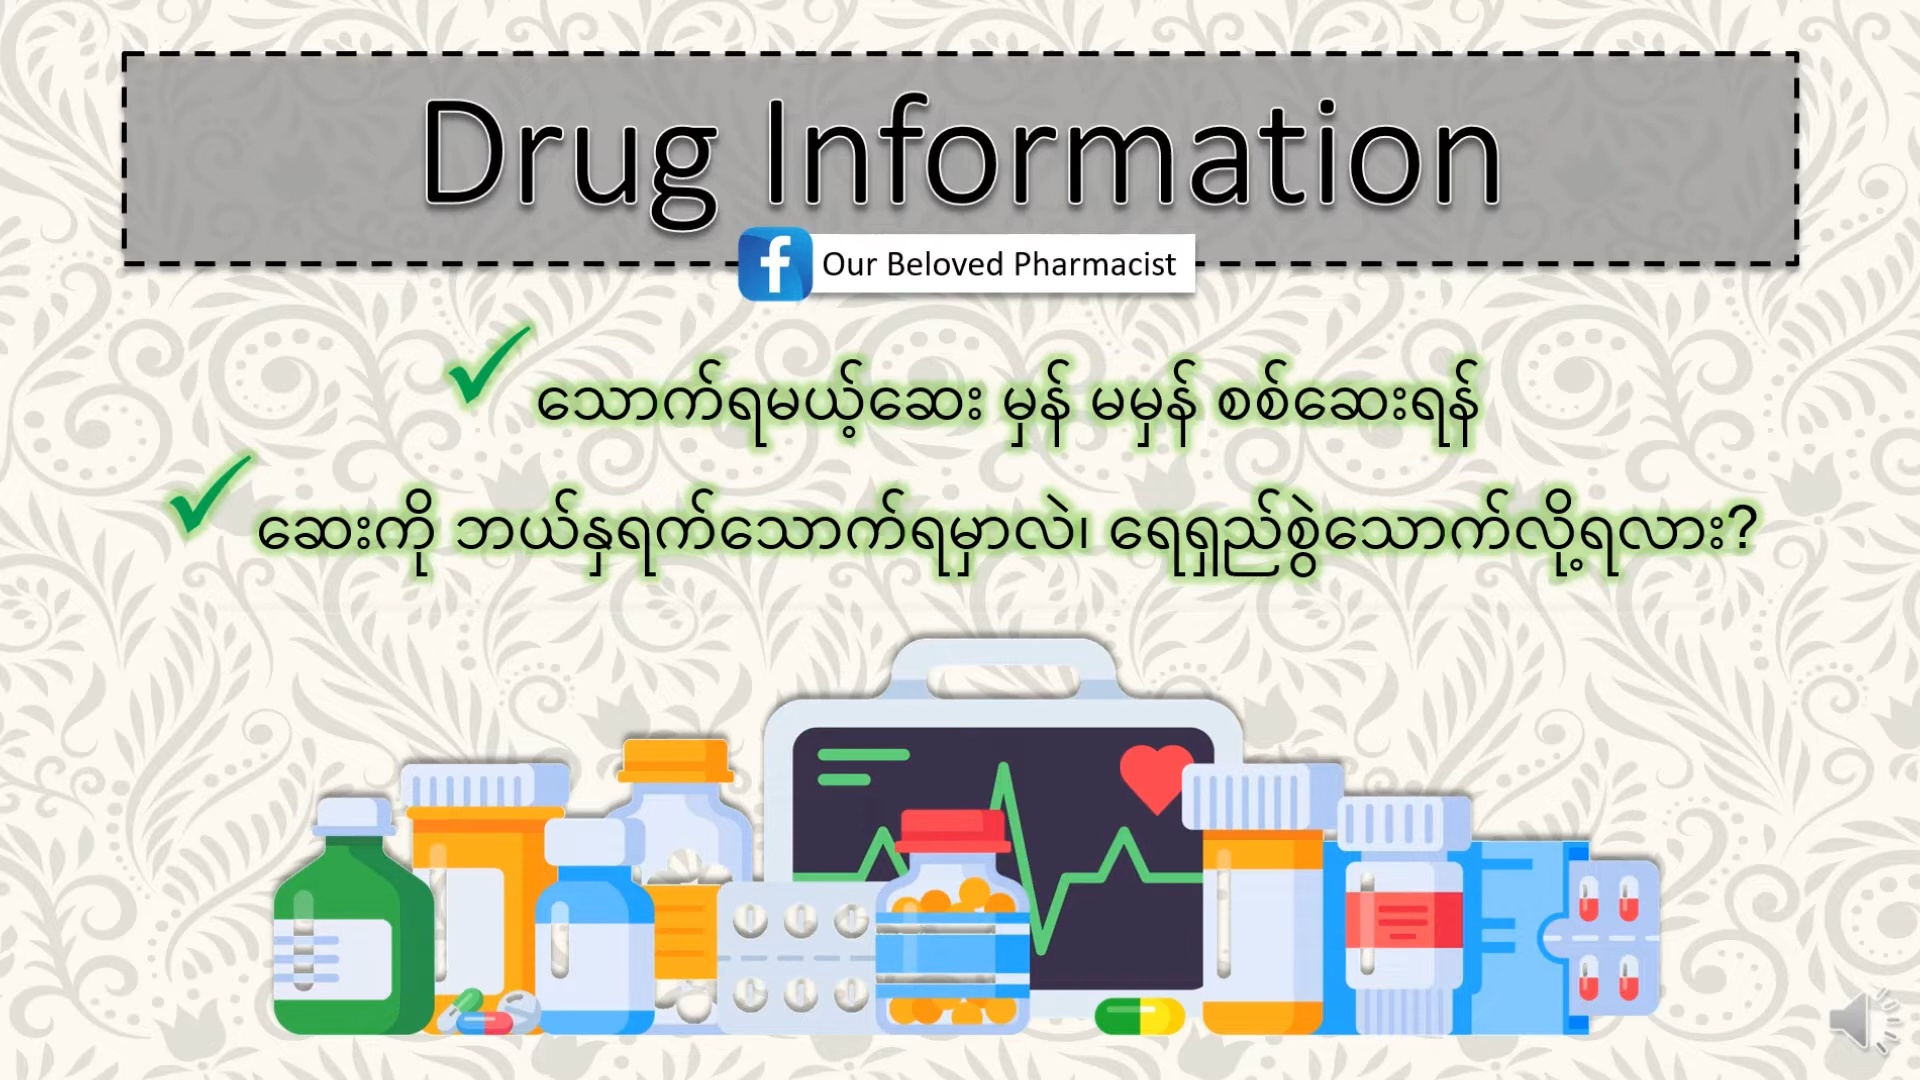 Drug Information
Our Beloved Pharmacist
သောက်ရမယ့်ဆေး မှန် မမှန် စစ်ဆေးရန်
ဆေးကို ဘယ်နှရက်သောက်ရမှာလဲ၊ ရေရှည်စွဲသောက်လို့ရလား?